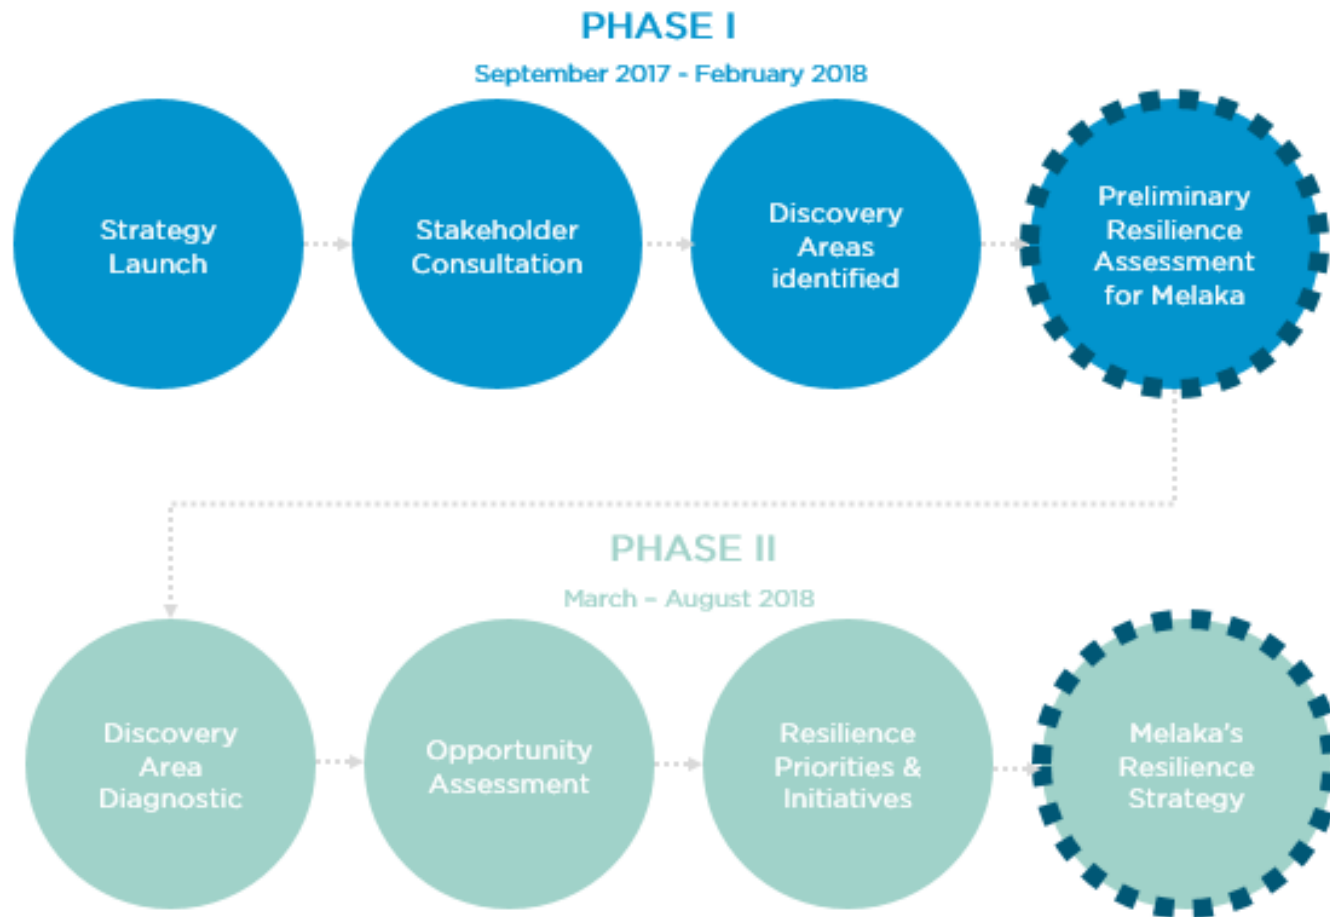 PHASE I
September 2017 - February 2018
Strategy
Launch
Stakeholder
Consultation
Discovery
Areas
identified
Preliminary
Resilience
Assessment
for Melaka
PHASE II
March – August 2018
Discovery
Area
Diagnostic
Opportunity
Assessment
Resilience
Priorities &
Initiatives
Melaka's
Resilience
Strategy